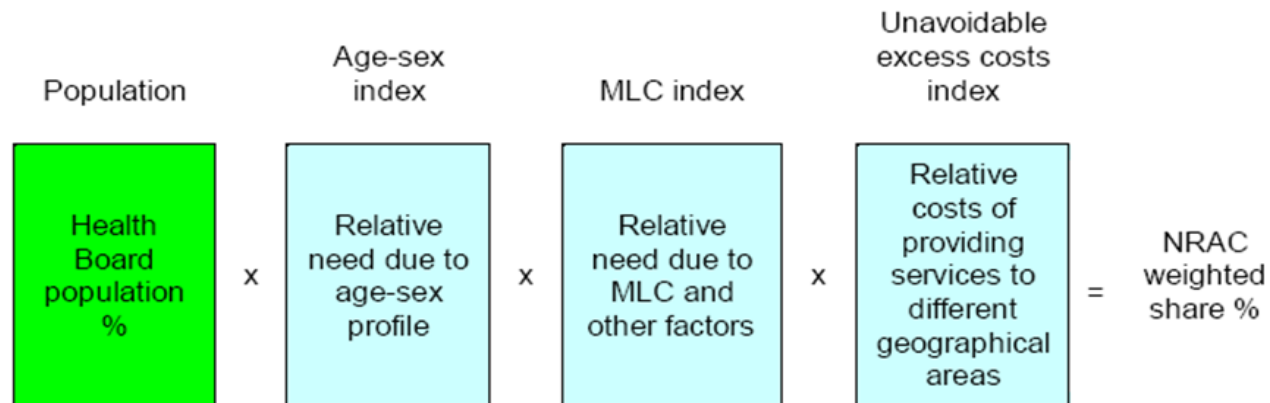 Population
Age-sex
index
MLC index
Unavoidable
excess costs
index
Health
Board
population
%
x
Relative
need due to
age-sex
profile
x
Relative
need due to
MLC and
other factors
x
Relative
costs of
providing
services to
different
geographical
areas
=
NRAC
weighted
share %